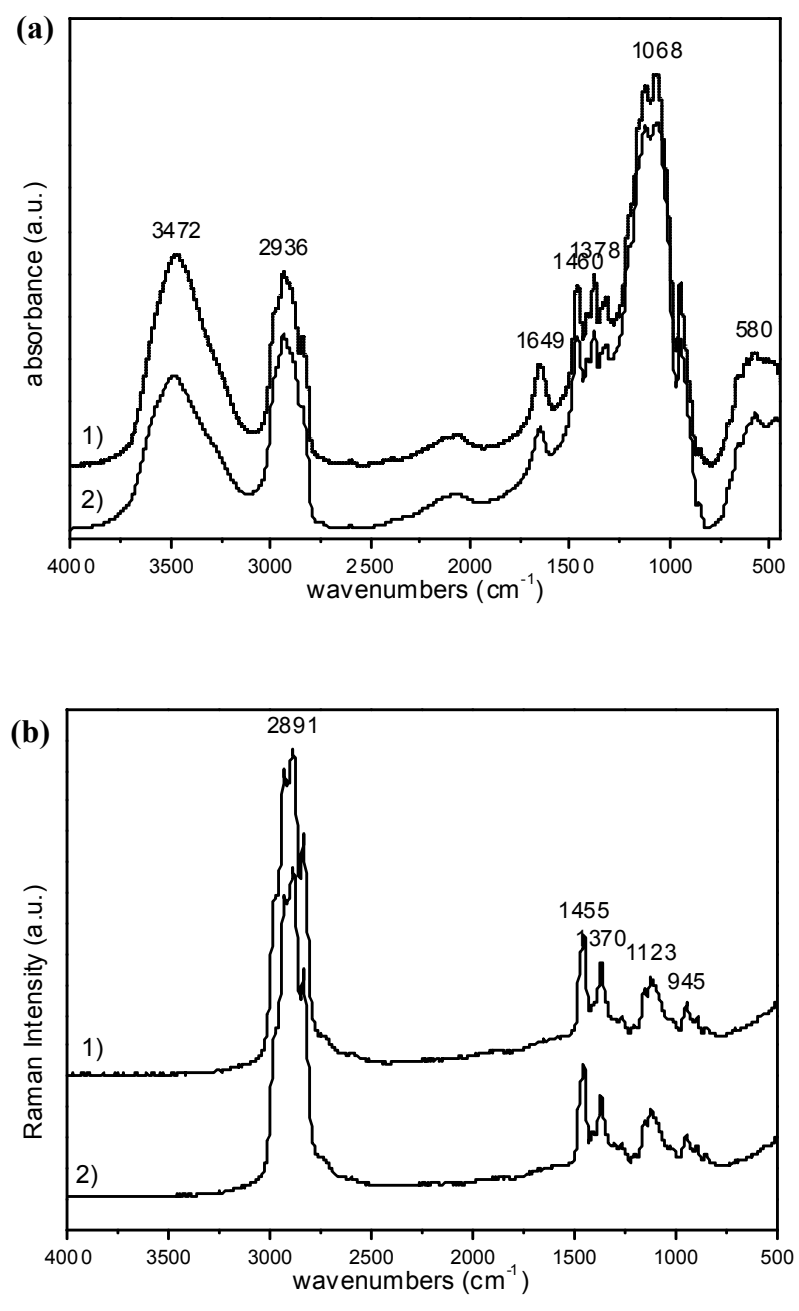 (a)
1068
3472
2936
1378
1460
1649
580
absorbance (a.u.)
1)
2)
4000 3500 3000 2500 2000 1500 1000 500
wavenumbers (cm-1)
(b)
2891
1455
1370
1123
945
Raman Intensity (a.u.)
1)
2)
4000 3500 3000 2500 2000 1500 1000 500
wavenumbers (cm-1)